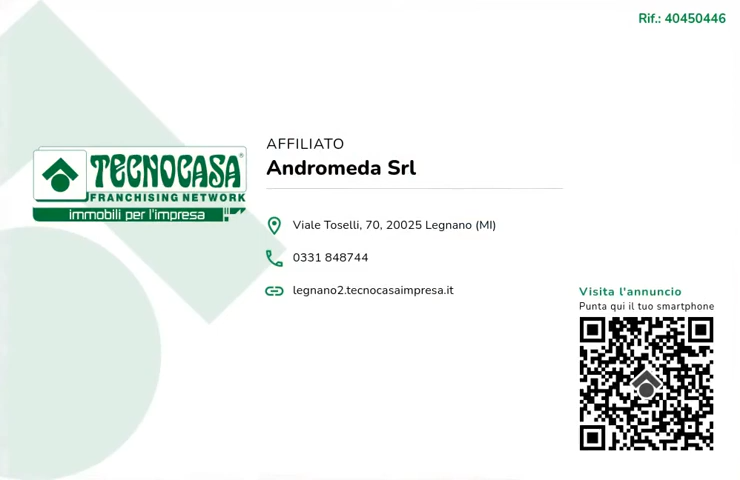 Rif.: 40450446
AFFILIATO
Andromeda Srl
TECNOCASA®
FRANCHISING NETWORK
immobili per l'impresa
Viale Toselli, 70, 20025 Legnano (MI)
0331 848744
legnano2.tecnocasaimpresa.it
Visita l'annuncio
Punta qui il tuo smartphone